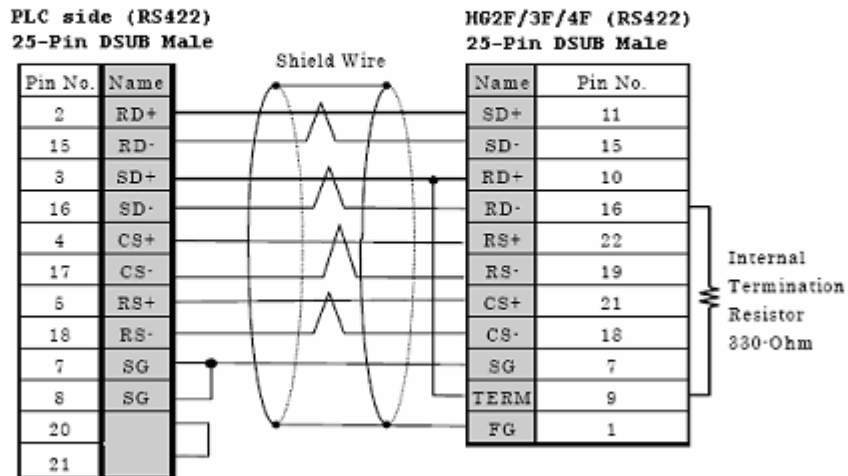 PLC side (RS422)
25-Pin DSUB Male
HG2F/3F/4F (RS422)
25-Pin DSUB Male
Shield Wire
Pin No. Name
2 RD+
15 RD-
3 SD+
16 SD-
4 CS+
17 CS-
5 RS+
18 RS-
7 SG
8 SG
20
21
Name Pin No.
SD+ 11
SD- 15
RD+ 10
RD- 16
RS+ 22
RS- 19
CS+ 21
CS- 18
SG 7
TERM 9
FG 1
Internal
Termination
Resistor
330-Ohm